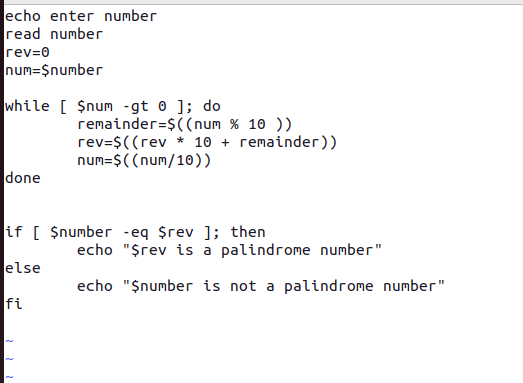 echo enter number
read number
rev=0
num=$number
while [ $num -gt 0 ]; do
remainder=$((num % 10 ))
rev=$((rev * 10 + remainder))
num=$((num/10))
done
if [ $number -eq $rev ]; then
echo "$rev is a palindrome number"
else
echo "$number is not a palindrome number"
fi
~
~
~